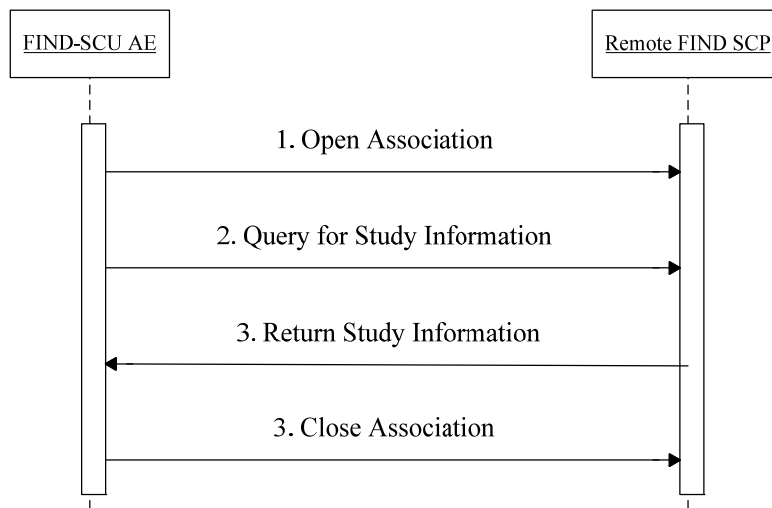 FIND-SCU AE
Remote FIND SCP
1. Open Association
2. Query for Study Information
3. Return Study Information
3. Close Association